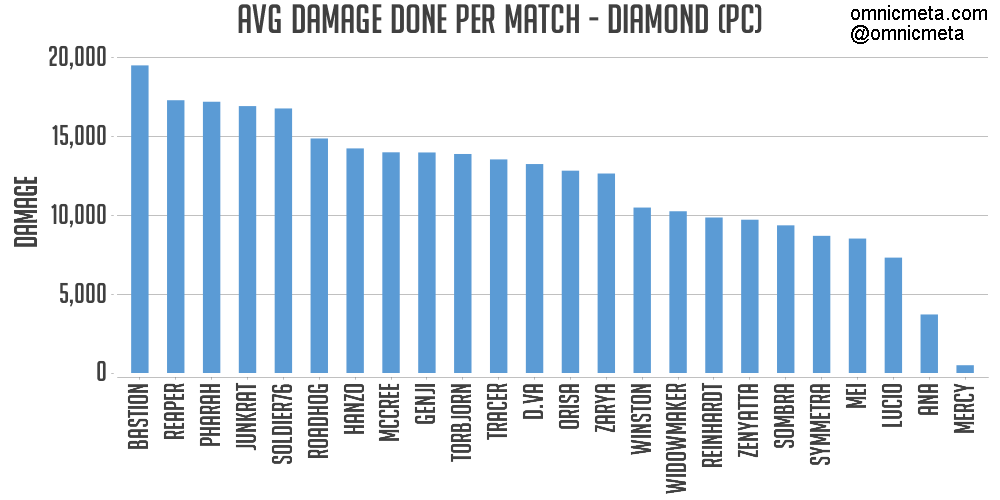 AVG DAMAGE DONE PER MATCH - DIAMOND (PC)
omnicmeta.com
@omnicmeta
DAMAGE
20,000
15,000
10,000
5,000
0
BASTION
REAPER
PHARAH
JUNKRAT
SOLDIER76
ROADHOG
HANZO
MCCREE
GENJI
TORBJORN
TRACER
D.VA
ORISA
ZARYA
WINSTON
WIDOWMAKER
REINHARDT
ZENYATTA
SOMBRA
SYMMETRA
MEI
LUCIO
ANA
MERCY